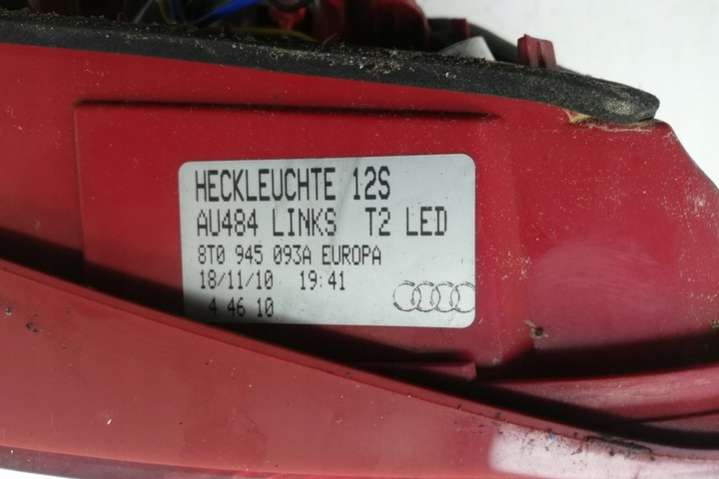 HECKLEUCHTE 12S
AU484 LINKS T2 LED
8T0 945 093A EUROPA
18/11/10 19:41
4 46 10